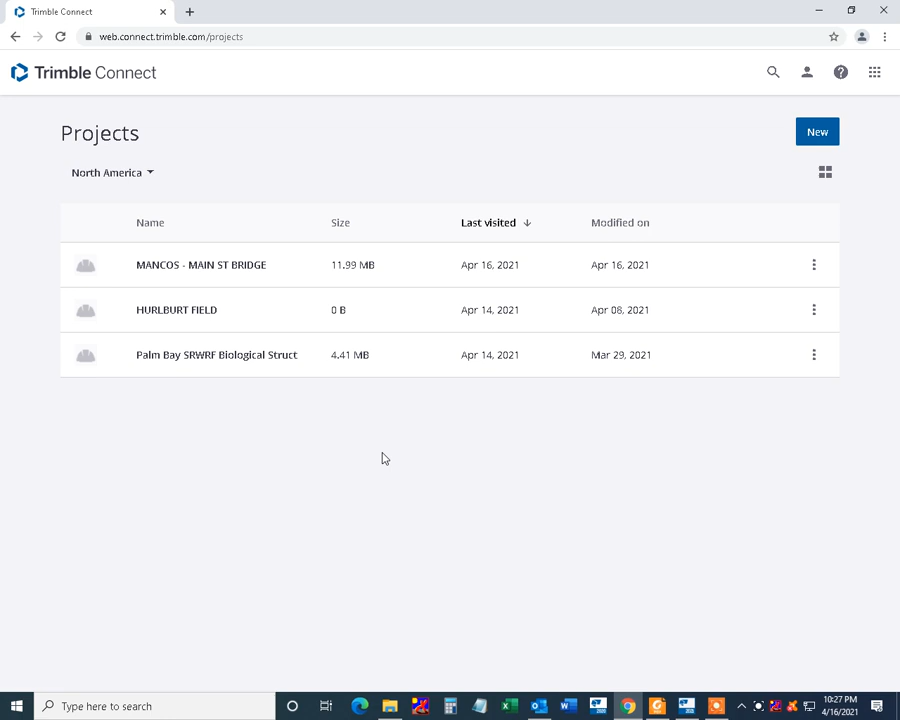 Trimble Connect
web.connect.trimble.com/projects
Trimble Connect
Projects
New
North America
Name Size Last visited Modified on
MANCOS - MAIN ST BRIDGE 11.99 MB Apr 16, 2021 Apr 16, 2021
HURLBURT FIELD 0 B Apr 14, 2021 Apr 08, 2021
Palm Bay SRWRF Biological Struct 4.41 MB Apr 14, 2021 Mar 29, 2021
Type here to search
10:27 PM
4/16/2021